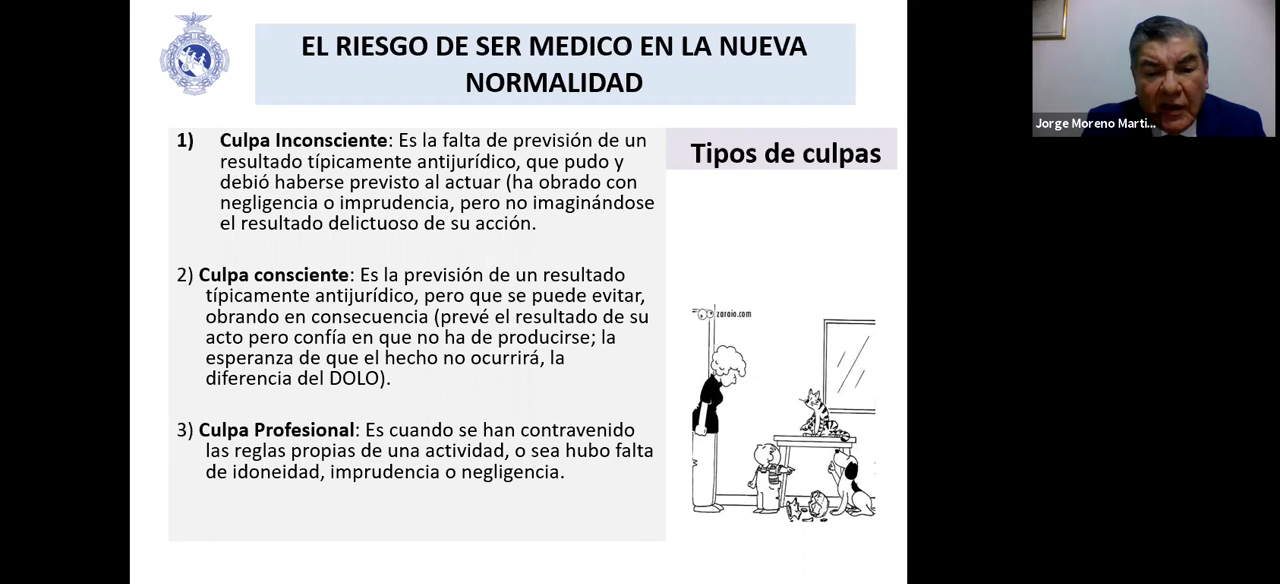 EL RIESGO DE SER MEDICO EN LA NUEVA
NORMALIDAD
1) Culpa Inconsciente: Es la falta de previsión de un
resultado típicamente antijurídico, que pudo y
debió haberse previsto al actuar (ha obrado con
negligencia o imprudencia, pero no imaginándose
el resultado delictuoso de su acción.
2) Culpa consciente: Es la previsión de un resultado
típicamente antijurídico, pero que se puede evitar,
obrando en consecuencia (prevé el resultado de su
acto pero confía en que no ha de producirse; la
esperanza de que el hecho no ocurrirá, la
diferencia del DOLO).
3) Culpa Profesional: Es cuando se han contravenido
las reglas propias de una actividad, o sea hubo falta
de idoneidad, imprudencia o negligencia.
Tipos de culpas
Jorge Moreno Marti...